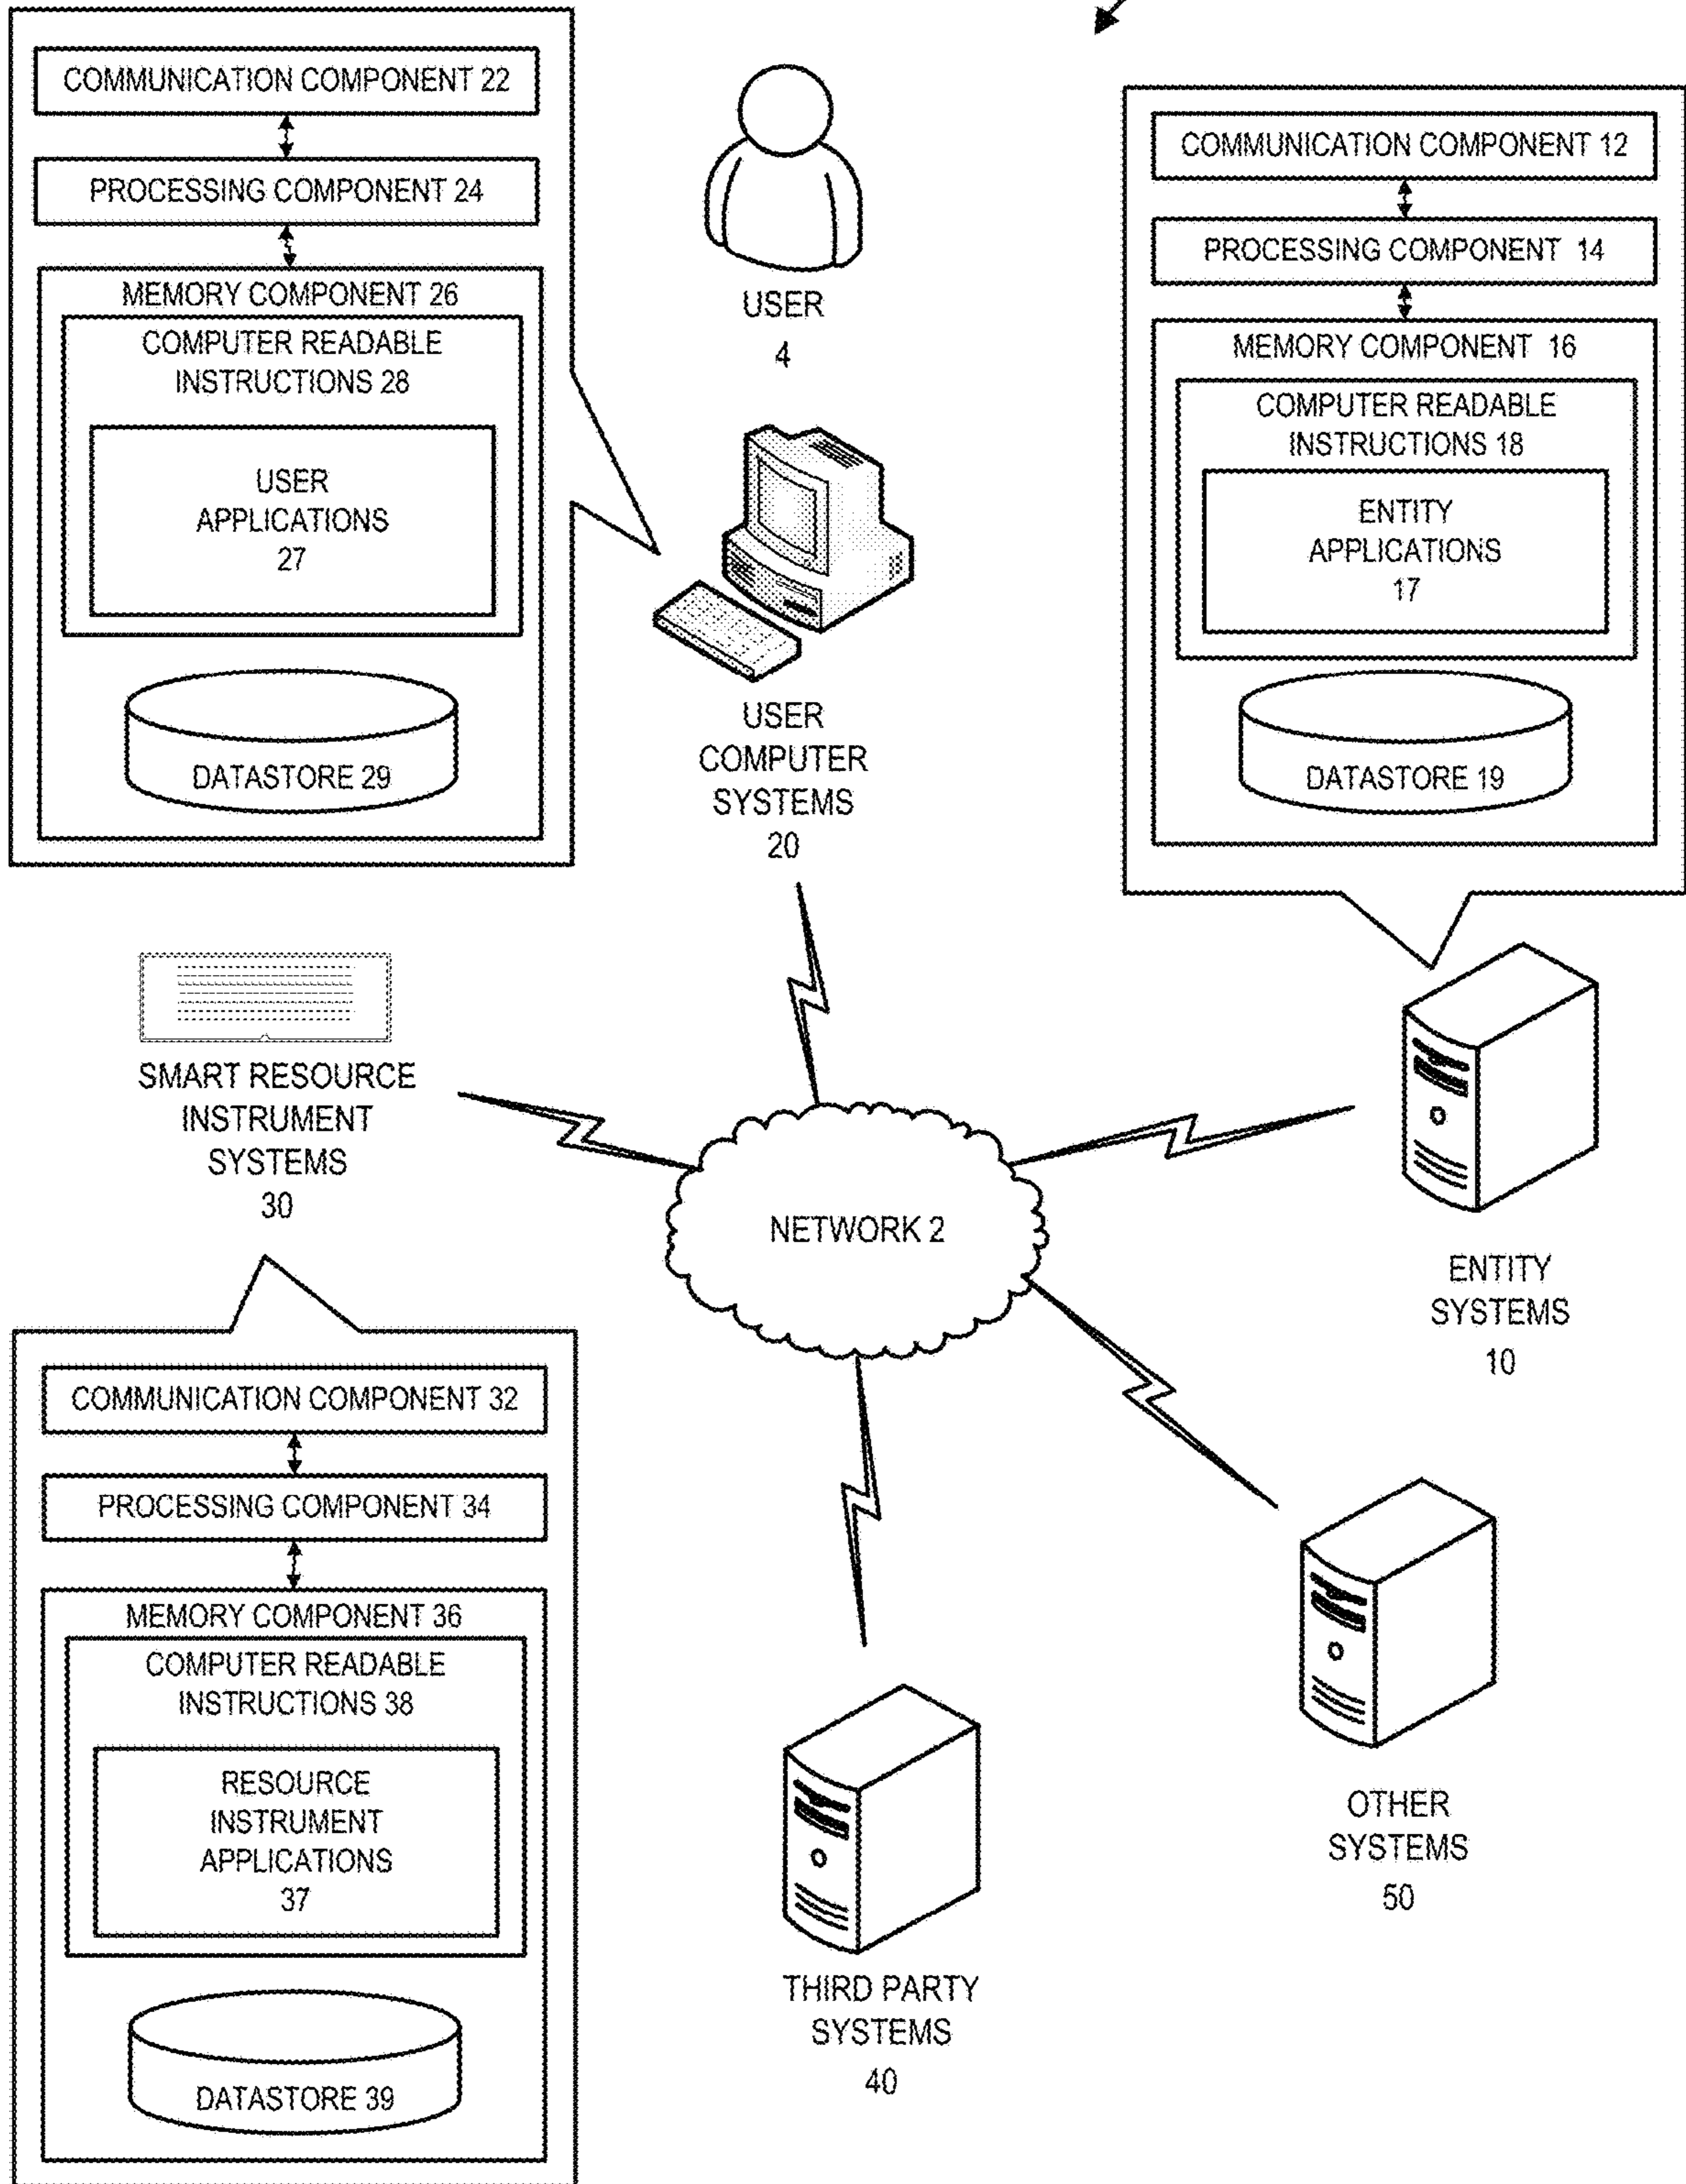 COMMUNICATION COMPONENT 22
PROCESSING COMPONENT 24
MEMORY COMPONENT 26
COMPUTER READABLE
INSTRUCTIONS 28
USER
APPLICATIONS
27
DATASTORE 29
USER
4
USER
COMPUTER
SYSTEMS
20
COMMUNICATION COMPONENT 12
PROCESSING COMPONENT 14
MEMORY COMPONENT 16
COMPUTER READABLE
INSTRUCTIONS 18
ENTITY
APPLICATIONS
17
DATASTORE 19
SMART RESOURCE
INSTRUMENT
SYSTEMS
30
NETWORK 2
ENTITY
SYSTEMS
10
COMMUNICATION COMPONENT 32
PROCESSING COMPONENT 34
MEMORY COMPONENT 36
COMPUTER READABLE
INSTRUCTIONS 38
RESOURCE
INSTRUMENT
APPLICATIONS
37
DATASTORE 39
THIRD PARTY
SYSTEMS
40
OTHER
SYSTEMS
50